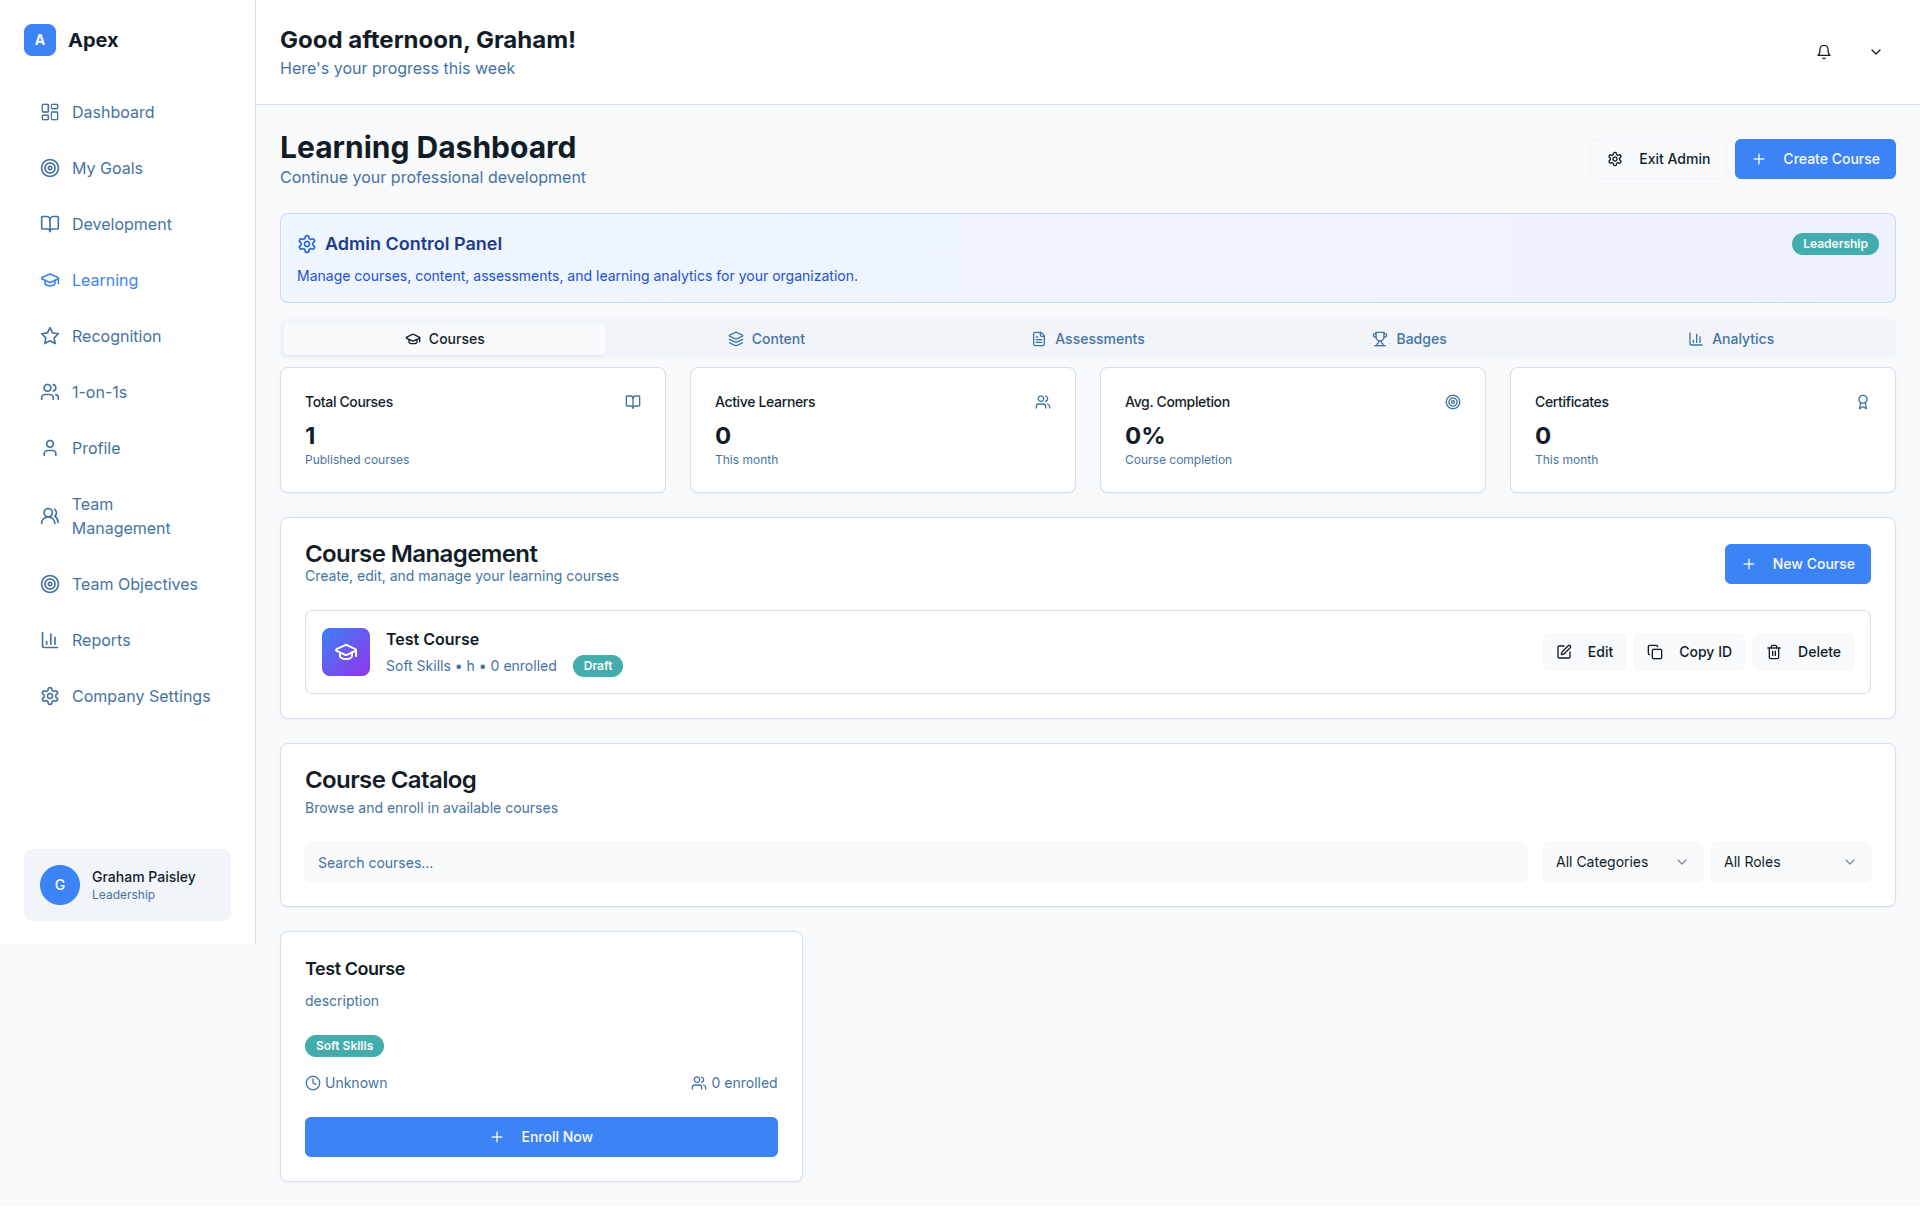 A
Apex
Dashboard
My Goals
Development
Learning
Recognition
1-on-1s
Profile
Team
Management
Team Objectives
Reports
Company Settings
G
Graham Paisley
Leadership
Good afternoon, Graham!
Here's your progress this week
Learning Dashboard
Continue your professional development
Exit Admin
Create Course
Admin Control Panel
Leadership
Manage courses, content, assessments, and learning analytics for your organization.
Courses
Content
Assessments
Badges
Analytics
Total Courses
1
Published courses
Active Learners
0
This month
Avg. Completion
0%
Course completion
Certificates
0
This month
Course Management
Create, edit, and manage your learning courses
New Course
Test Course
Soft Skills • h • 0 enrolled
Draft
Edit
Copy ID
Delete
Course Catalog
Browse and enroll in available courses
Search courses...
All Categories
All Roles
Test Course
description
Soft Skills
Unknown
0 enrolled
Enroll Now